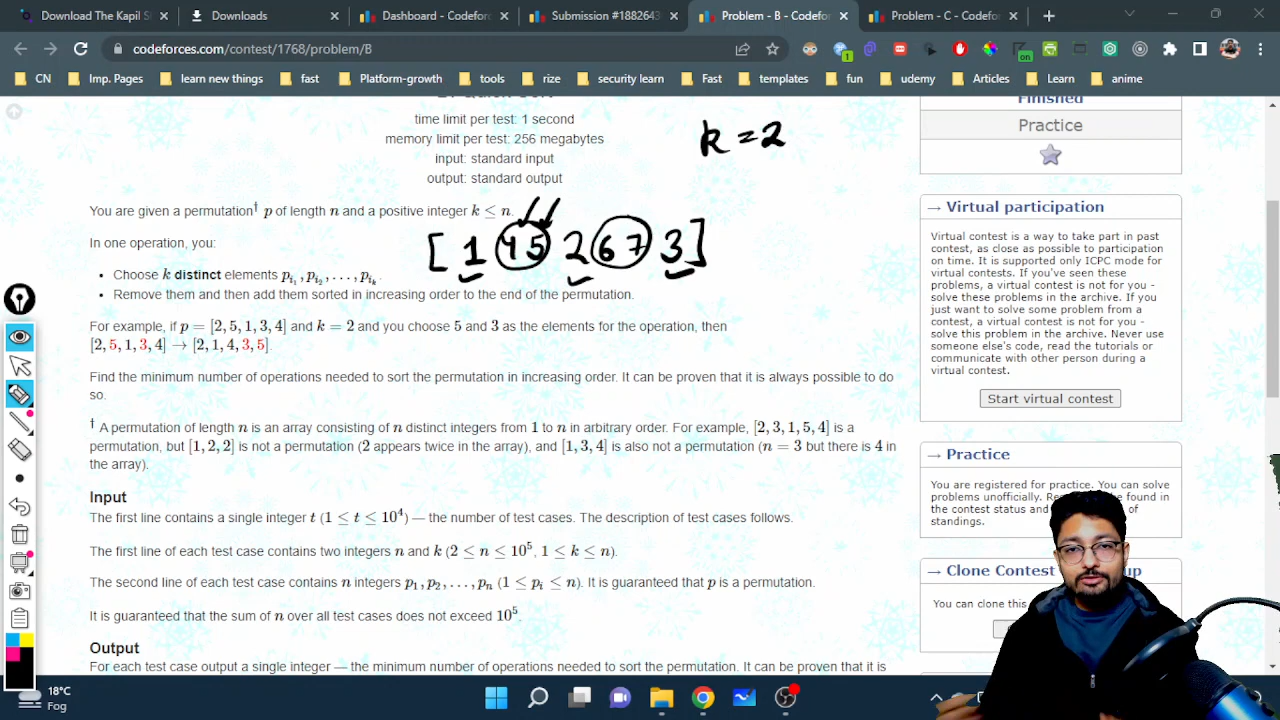 Download The Kapil S
Downloads
Dashboard - Codeforc
Submission #1882643
Problem - B - Codefor
Problem - C - Codefor
codeforces.com/contest/1768/problem/B
1
on
CN
Imp. Pages
learn new things
fast
Platform-growth
tools
rize
security learn
Fast
templates
fun
udemy
Articles
Learn
anime
time limit per test: 1 second
memory limit per test: 256 megabytes
input: standard input
output: standard output
k = 2
You are given a permutation† p of length n and a positive integer k ≤ n.
[ 1 4 5 2 6 7 3 ]
In one operation, you:
• Choose k distinct elements p_{i_1}, p_{i_2}, …, p_{i_k}.
• Remove them and then add them sorted in increasing order to the end of the permutation.
For example, if p = [2, 5, 1, 3, 4] and k = 2 and you choose 5 and 3 as the elements for the operation, then
[2, 5, 1, 3, 4] → [2, 1, 4, 3, 5].
Find the minimum number of operations needed to sort the permutation in increasing order. It can be proven that it is always possible to do
so.
† A permutation of length n is an array consisting of n distinct integers from 1 to n in arbitrary order. For example, [2, 3, 1, 5, 4] is a
permutation, but [1, 2, 2] is not a permutation (2 appears twice in the array), and [1, 3, 4] is also not a permutation (n = 3 but there is 4 in
the array).
Input
The first line contains a single integer t (1 ≤ t ≤ 10⁴) — the number of test cases. The description of test cases follows.
The first line of each test case contains two integers n and k (2 ≤ n ≤ 10⁵, 1 ≤ k ≤ n).
The second line of each test case contains n integers p₁, p₂, …, pₙ (1 ≤ pᵢ ≤ n). It is guaranteed that p is a permutation.
It is guaranteed that the sum of n over all test cases does not exceed 10⁵.
Output
For each test case output a single integer — the minimum number of operations needed to sort the permutation. It can be proven that it is
Finished
Practice
→ Virtual participation
Virtual contest is a way to take part in past
contest, as close as possible to participation
on time. It is supported only ICPC mode for
virtual contests. If you've seen these
problems, a virtual contest is not for you -
solve these problems in the archive. If you
just want to solve some problem from a
contest, a virtual contest is not for you -
solve this problem in the archive. Never use
someone else's code, read the tutorials or
communicate with other person during a
virtual contest.
Start virtual contest
→ Practice
You are registered for practice. You can solve
problems unofficially. Re be found in
the contest status and of
standings.
→ Clone Contest up
You can clone this
18°C
Fog